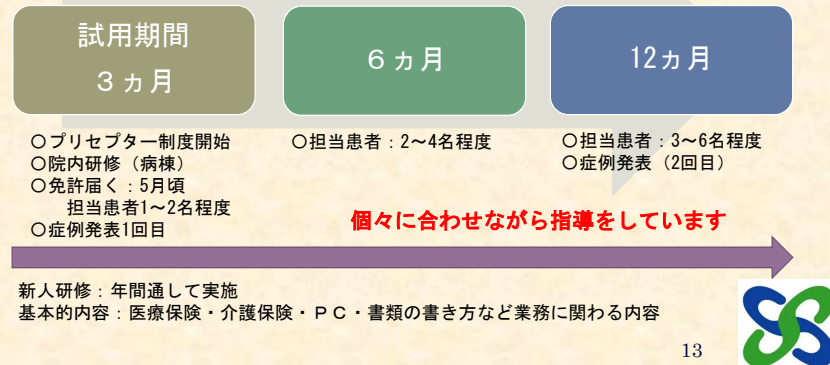 試用期間
３ヵ月
６ヵ月
12ヵ月
○プリセプター制度開始
○院内研修（病棟）
○免許届く：5月頃
担当患者1～2名程度
○症例発表1回目
○担当患者：2～4名程度
○担当患者：3～6名程度
○症例発表（2回目）
個々に合わせながら指導をしています
新人研修：年間通して実施
基本的内容：医療保険・介護保険・ＰＣ・書類の書き方など業務に関わる内容
13